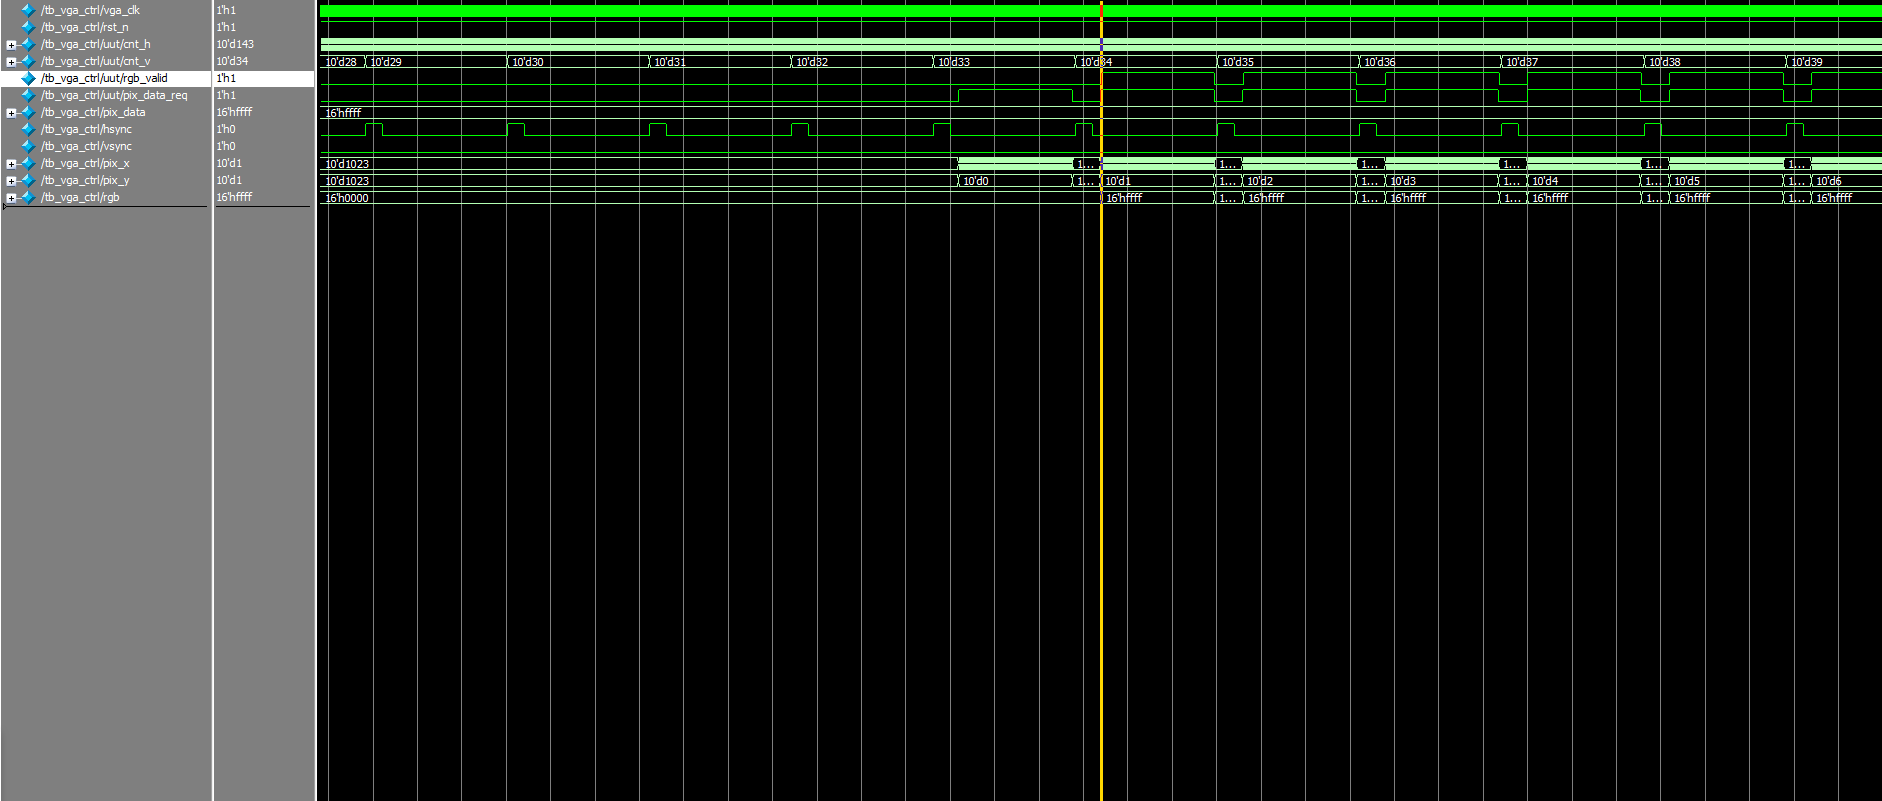 /tb_vga_ctrl/vga_clk 1'h1
/tb_vga_ctrl/rst_n 1'h1
/tb_vga_ctrl/uut/cnt_h 10'd143
/tb_vga_ctrl/uut/cnt_v 10'd34 10'd28 10'd29 10'd30 10'd31 10'd32 10'd33 10'd34 10'd35 10'd36 10'd37 10'd38 10'd39
/tb_vga_ctrl/uut/rgb_valid 1'h1
/tb_vga_ctrl/uut/pix_data_req 1'h1
/tb_vga_ctrl/pix_data 16'hffff 16'hffff
/tb_vga_ctrl/hsync 1'h0
/tb_vga_ctrl/vsync 1'h0
/tb_vga_ctrl/pix_x 10'd1 10'd1023 1... 1... 1... 1... 1... 1...
/tb_vga_ctrl/pix_y 10'd1 10'd1023 10'd0 1... 10'd1 1... 10'd2 1... 10'd3 1... 10'd4 1... 10'd5 1... 10'd6
/tb_vga_ctrl/rgb 16'hffff 16'h0000 16'hffff 1... 16'hffff 1... 16'hffff 1... 16'hffff 1... 16'hffff 1... 16'hffff